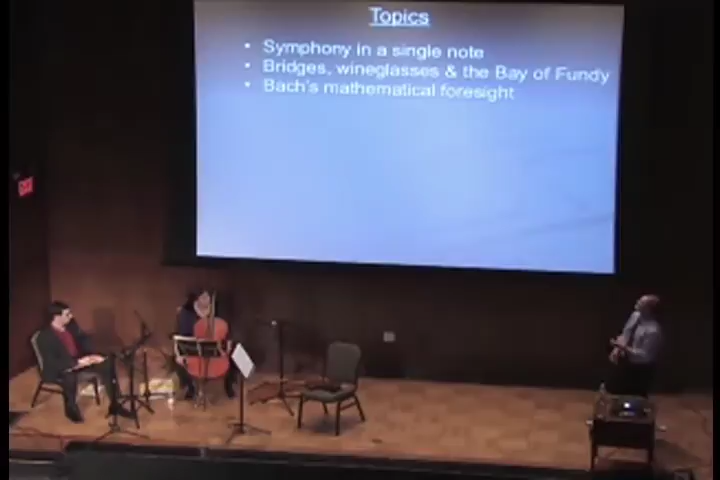 Topics
• Symphony in a single note
• Bridges, wineglasses & the Bay of Fundy
• Bach's mathematical foresight